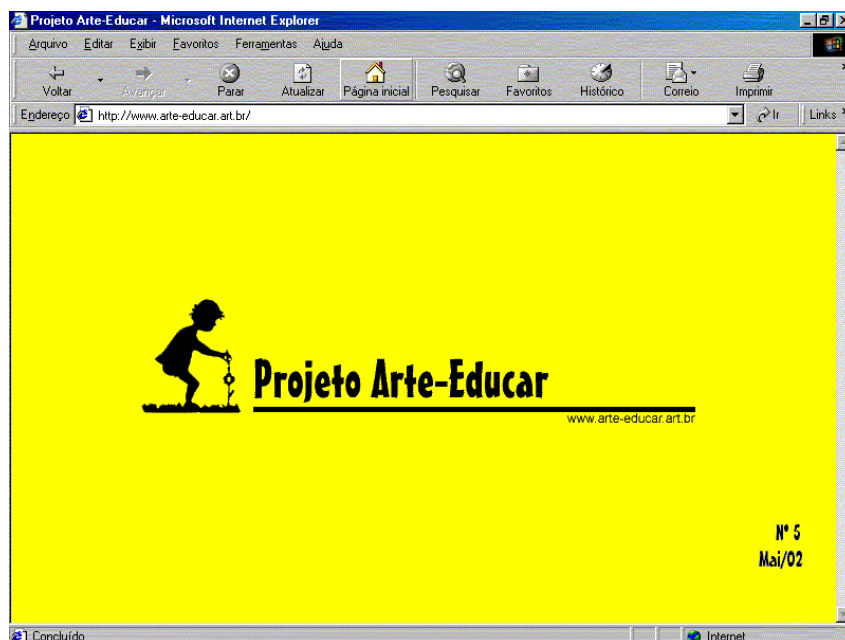 Projeto Arte-Educar - Microsoft Internet Explorer
Arquivo Editar Exibir Favoritos Ferramentas Ajuda
Voltar Avançar Parar Atualizar Página inicial Pesquisar Favoritos Histórico Correio Imprimir
Endereço http://www.arte-educar.art.br/ Ir Links
Projeto Arte-Educar
www.arte-educar.art.br
Nº 5
Mai/02
Concluído Internet